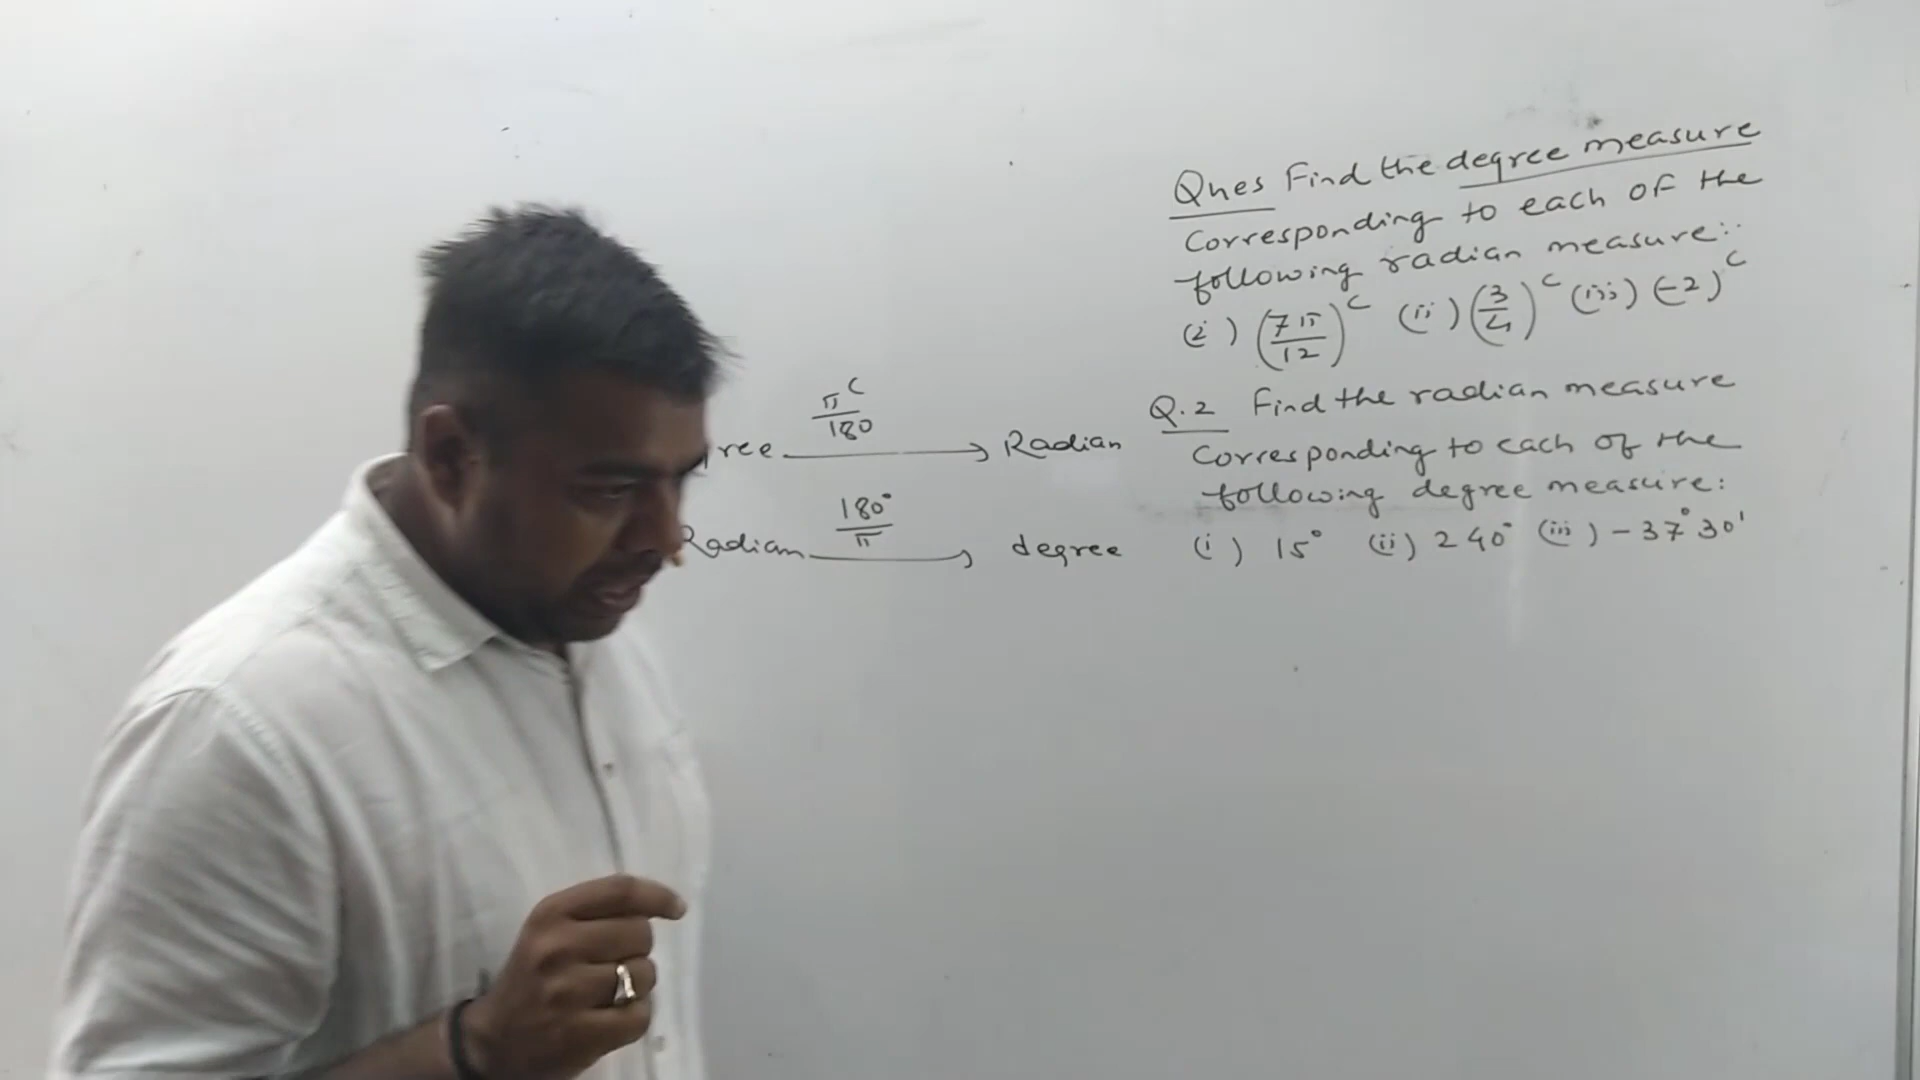 Ques Find the degree measure
Corresponding to each of the
following radian measure:-
(i) (7π/12)^c (ii) (3/4)^c (iii) (-2)^c
π^c/180
ree → Radian
180°/π
Radian → degree
Q.2 Find the radian measure
Corresponding to each of the
following degree measure:
(i) 15° (ii) 240° (iii) -37°30'